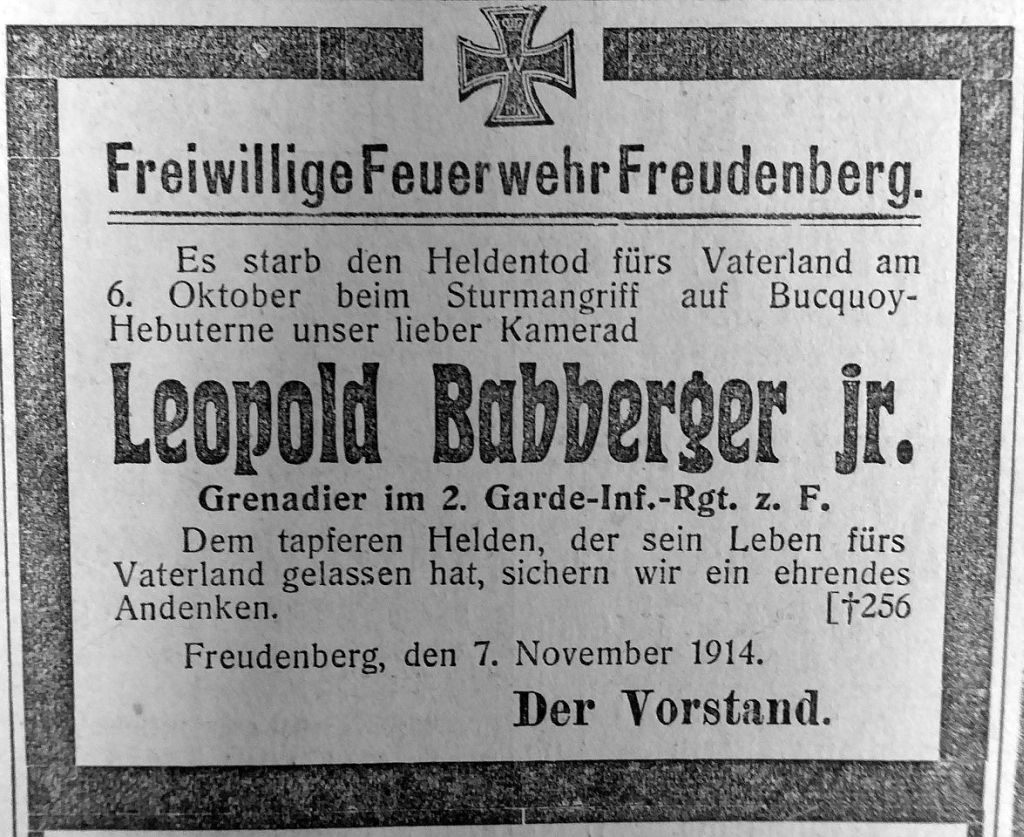 W
Freiwillige Feuerwehr Freudenberg.
Es starb den Heldentod fürs Vaterland am
6. Oktober beim Sturmangriff auf Bucquoy-
Hebuterne unser lieber Kamerad
Leopold Babberger jr.
Grenadier im 2. Garde-Inf.-Rgt. z. F.
Dem tapferen Helden, der sein Leben fürs
Vaterland gelassen hat, sichern wir ein ehrendes
Andenken. [†256
Freudenberg, den 7. November 1914.
Der Vorstand.